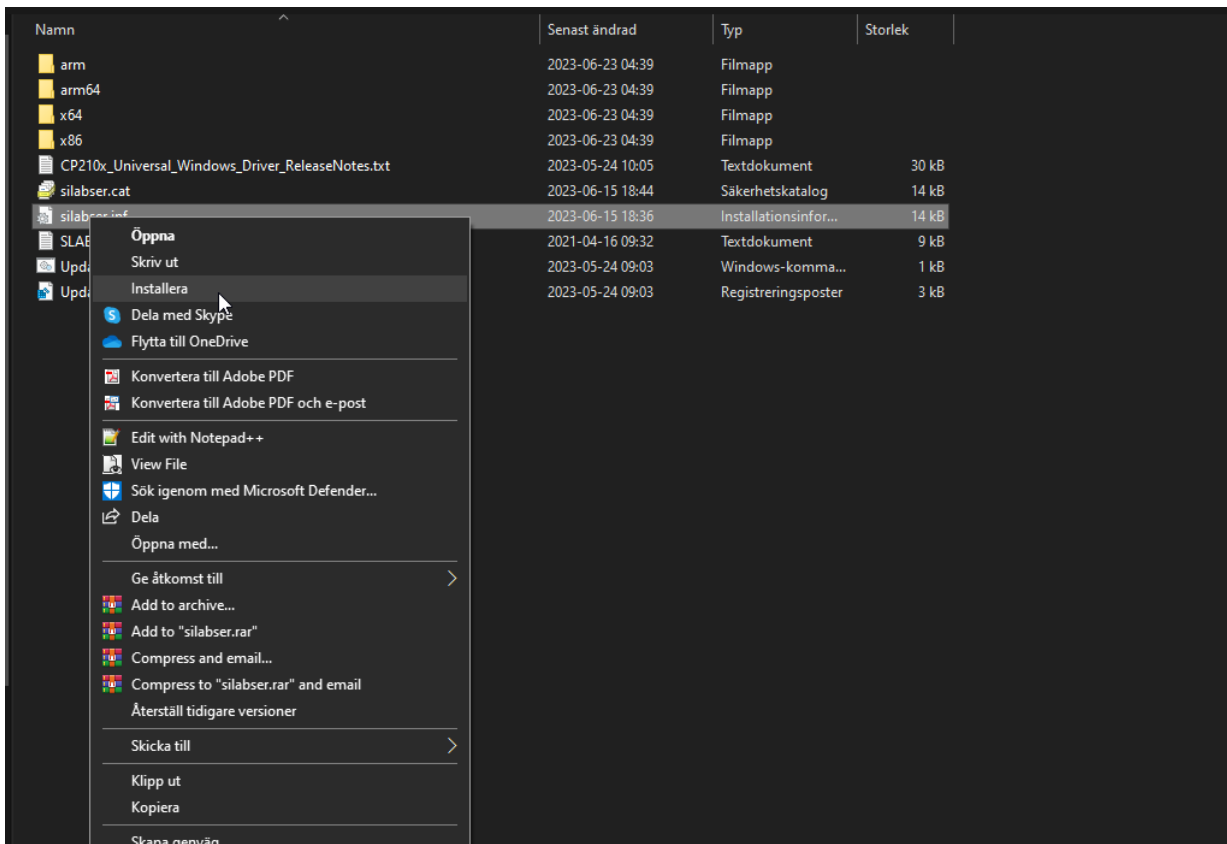 Namn Senast ändrad Typ Storlek
arm 2023-06-23 04:39 Filmapp
arm64 2023-06-23 04:39 Filmapp
x64 2023-06-23 04:39 Filmapp
x86 2023-06-23 04:39 Filmapp
CP210x_Universal_Windows_Driver_ReleaseNotes.txt 2023-05-24 10:05 Textdokument 30 kB
silabser.cat 2023-06-15 18:44 Säkerhetskatalog 14 kB
silabser.inf 2023-06-15 18:36 Installationsinfor... 14 kB
SLAB 2021-04-16 09:32 Textdokument 9 kB
Upda 2023-05-24 09:03 Windows-komma... 1 kB
Upda 2023-05-24 09:03 Registreringsposter 3 kB
Öppna
Skriv ut
Installera
Dela med Skype
Flytta till OneDrive
Konvertera till Adobe PDF
Konvertera till Adobe PDF och e-post
Edit with Notepad++
View File
Sök igenom med Microsoft Defender...
Dela
Öppna med...
Ge åtkomst till
Add to archive...
Add to "silabser.rar"
Compress and email...
Compress to "silabser.rar" and email
Återställ tidigare versioner
Skicka till
Klipp ut
Kopiera
Skapa genväg